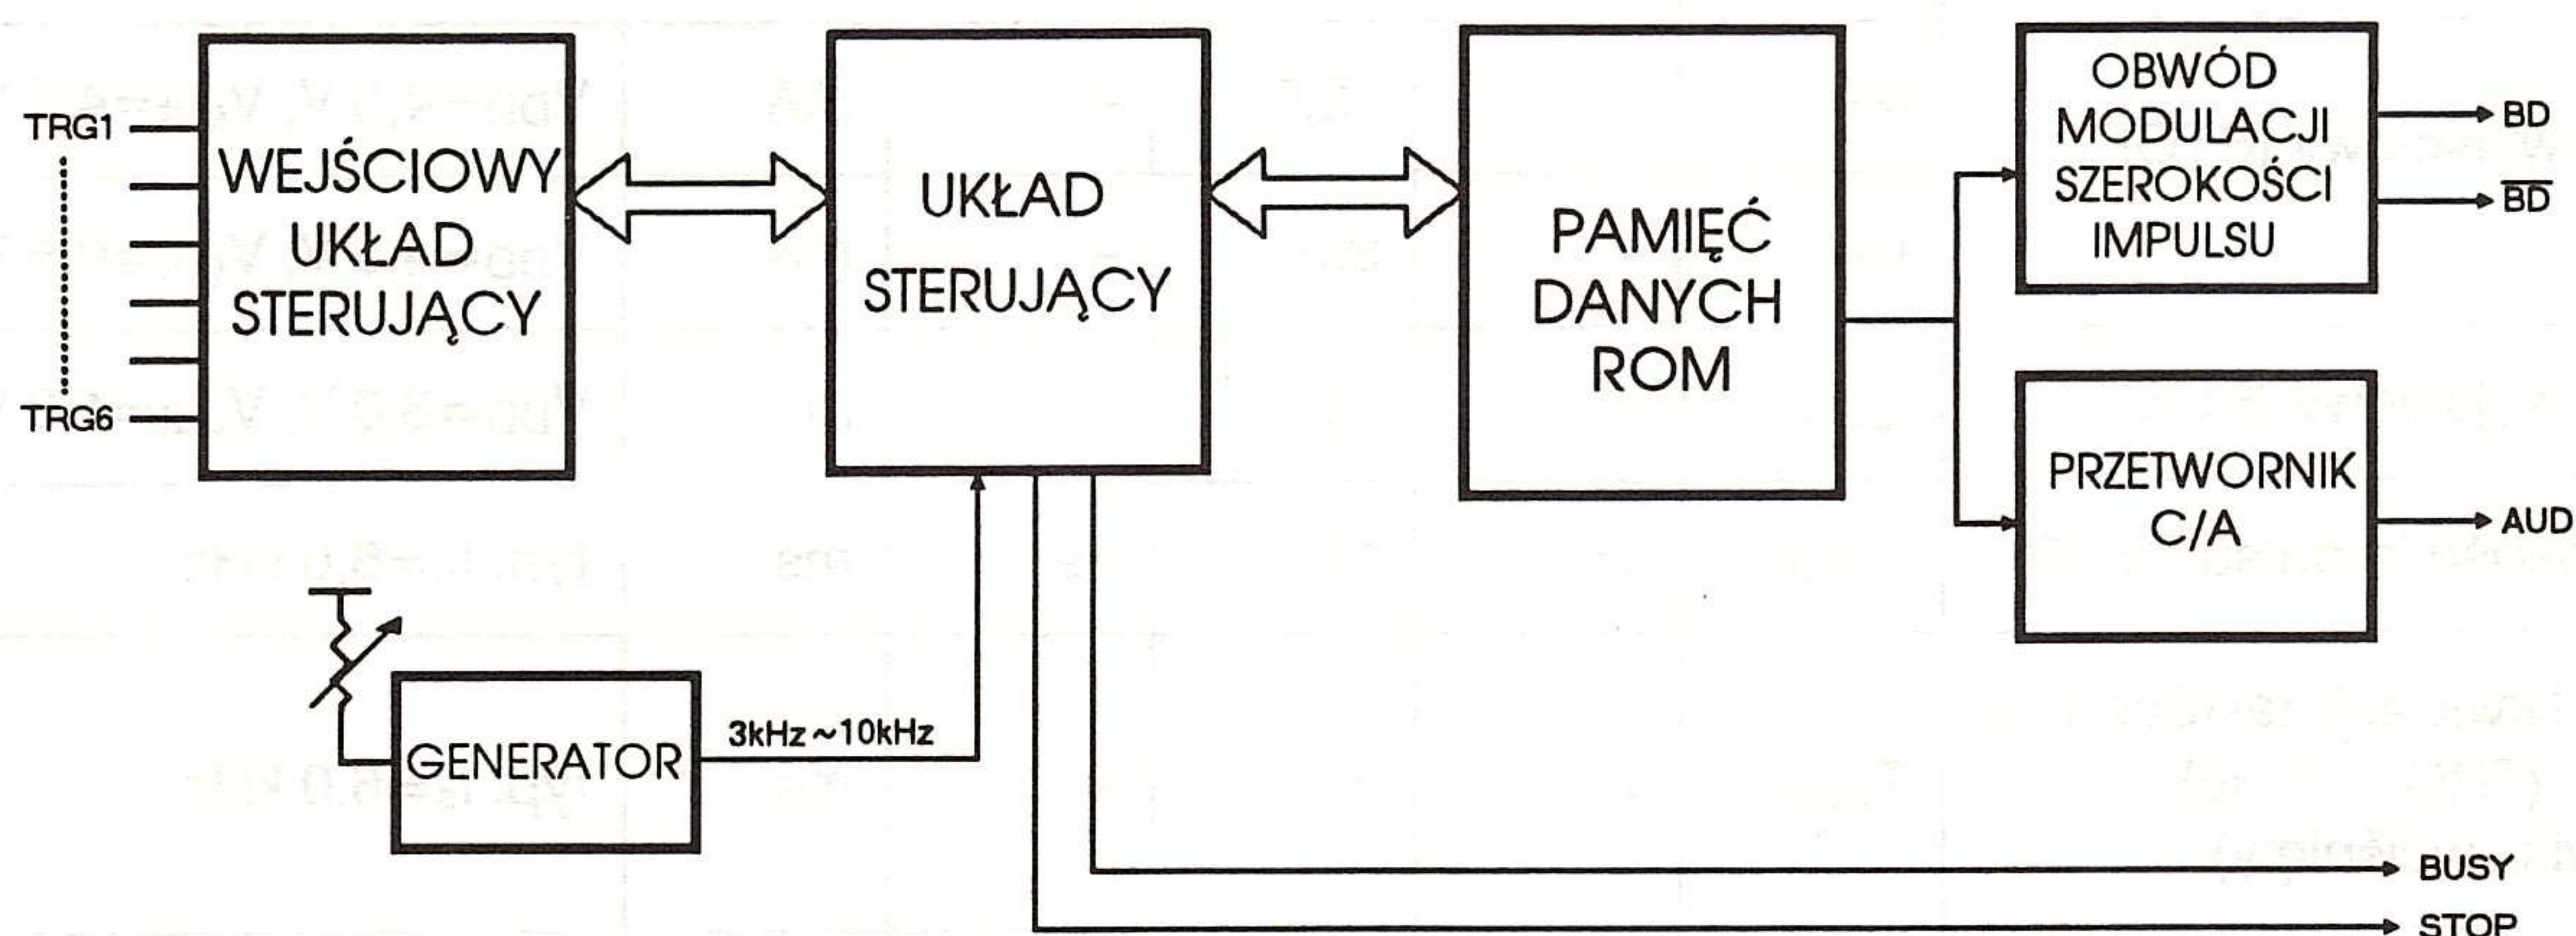 TRG1
TRG6
WEJŚCIOWY
UKŁAD
STERUJĄCY
UKŁAD
STERUJĄCY
PAMIĘĆ
DANYCH
ROM
OBWÓD
MODULACJI
SZEROKOŚCI
IMPULSU
BD
B̅D̅
PRZETWORNIK
C/A
AUD
GENERATOR
3kHz~10kHz
BUSY
STOP